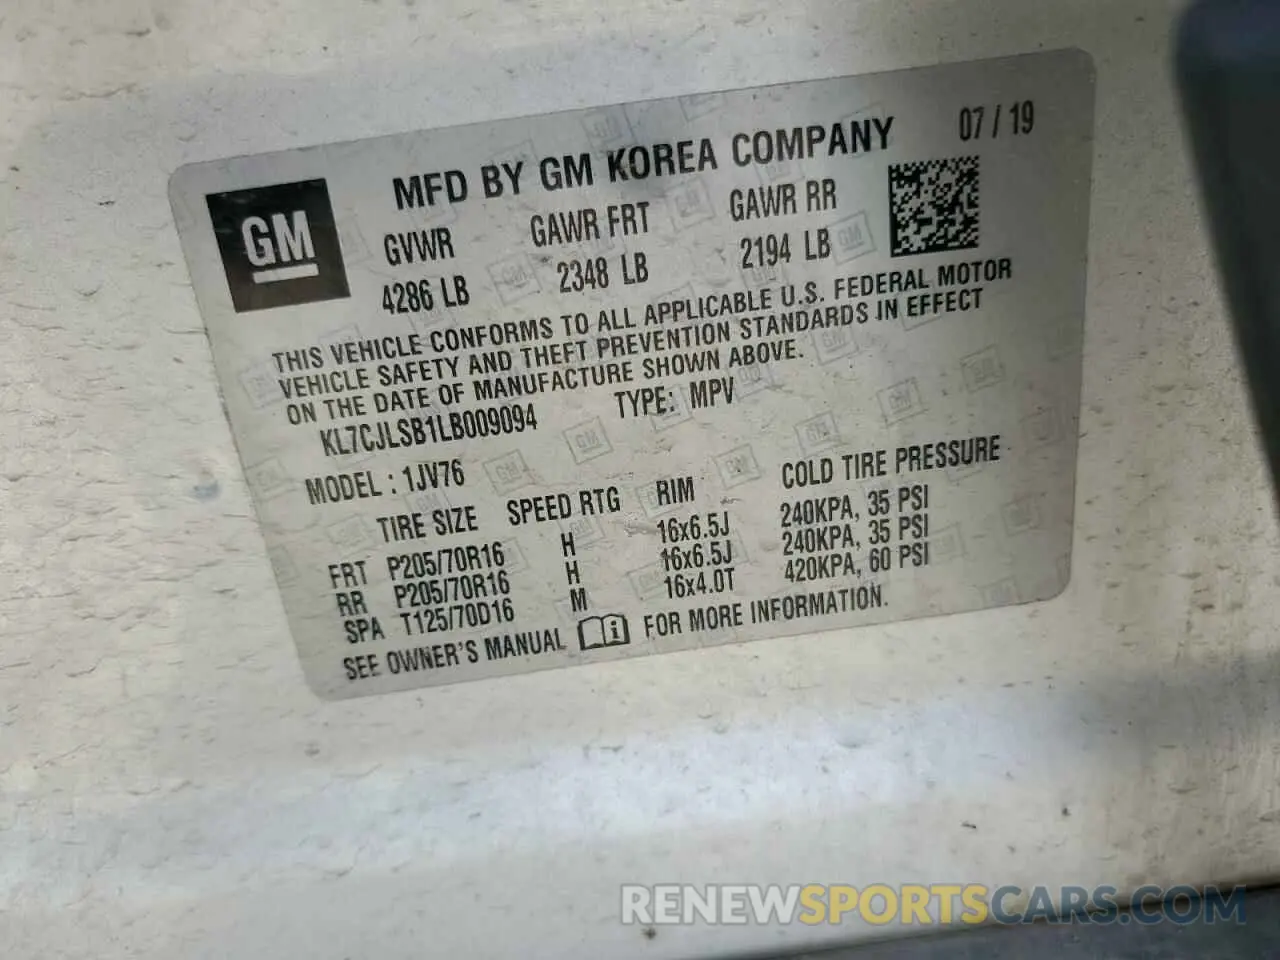 GM
MFD BY GM KOREA COMPANY 07 / 19
GVWR GAWR FRT GAWR RR
4286 LB 2348 LB 2194 LB
THIS VEHICLE CONFORMS TO ALL APPLICABLE U.S. FEDERAL MOTOR
VEHICLE SAFETY AND THEFT PREVENTION STANDARDS IN EFFECT
ON THE DATE OF MANUFACTURE SHOWN ABOVE.
KL7CJLSB1LB009094 TYPE: MPV
MODEL : 1JV76
TIRE SIZE SPEED RTG RIM COLD TIRE PRESSURE
FRT P205/70R16 H 16x6.5J 240KPA, 35 PSI
RR P205/70R16 H 16x6.5J 240KPA, 35 PSI
SPA T125/70D16 M 16x4.0T 420KPA, 60 PSI
SEE OWNER'S MANUAL FOR MORE INFORMATION.
RENEWSPORTSCARS.COM